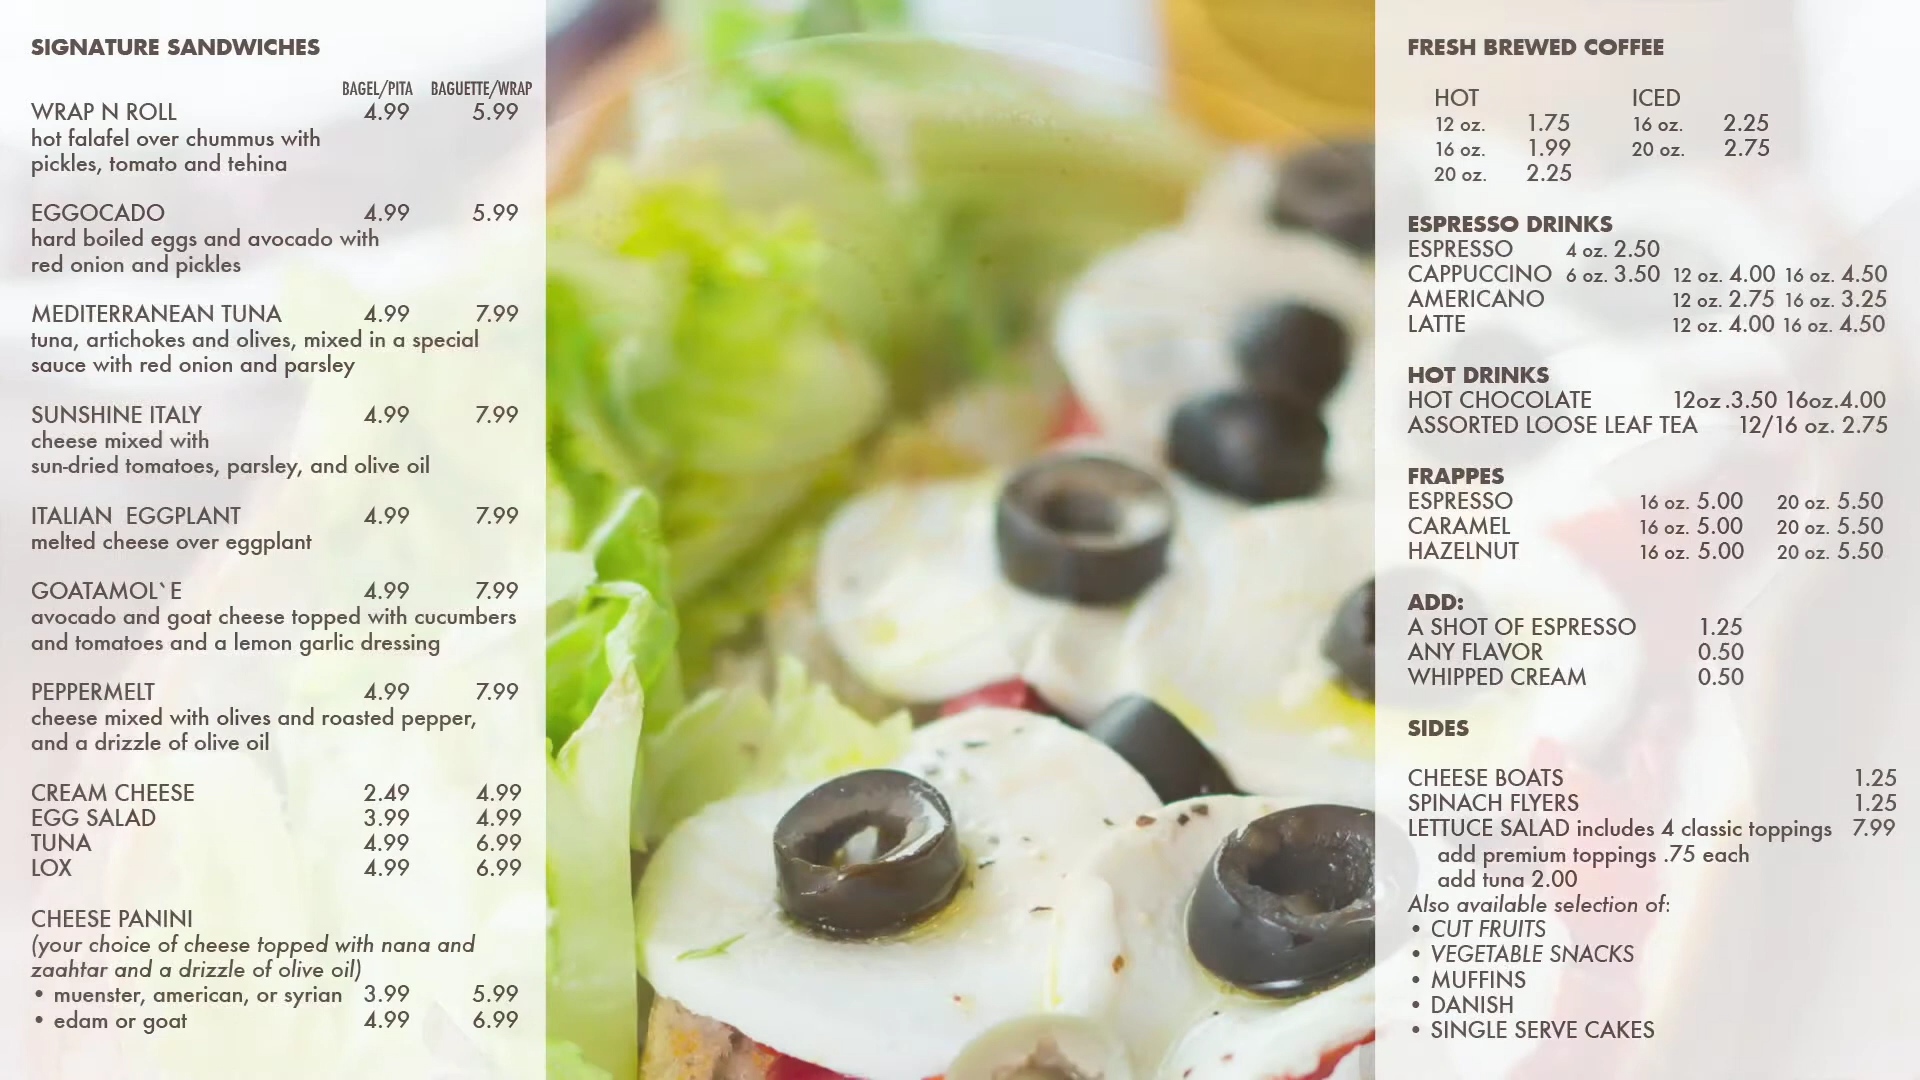 SIGNATURE SANDWICHES
BAGEL/PITA BAGUETTE/WRAP
WRAP N ROLL 4.99 5.99
hot falafel over chummus with
pickles, tomato and tehina
EGGOCADO 4.99 5.99
hard boiled eggs and avocado with
red onion and pickles
MEDITERRANEAN TUNA 4.99 7.99
tuna, artichokes and olives, mixed in a special
sauce with red onion and parsley
SUNSHINE ITALY 4.99 7.99
cheese mixed with
sun-dried tomatoes, parsley, and olive oil
ITALIAN EGGPLANT 4.99 7.99
melted cheese over eggplant
GOATAMOL`E 4.99 7.99
avocado and goat cheese topped with cucumbers
and tomatoes and a lemon garlic dressing
PEPPERMELT 4.99 7.99
cheese mixed with olives and roasted pepper,
and a drizzle of olive oil
CREAM CHEESE 2.49 4.99
EGG SALAD 3.99 4.99
TUNA 4.99 6.99
LOX 4.99 6.99
CHEESE PANINI
(your choice of cheese topped with nana and
zaahtar and a drizzle of olive oil)
• muenster, american, or syrian 3.99 5.99
• edam or goat 4.99 6.99
FRESH BREWED COFFEE
HOT ICED
12 oz. 1.75 16 oz. 2.25
16 oz. 1.99 20 oz. 2.75
20 oz. 2.25
ESPRESSO DRINKS
ESPRESSO 4 oz. 2.50
CAPPUCCINO 6 oz. 3.50 12 oz. 4.00 16 oz. 4.50
AMERICANO 12 oz. 2.75 16 oz. 3.25
LATTE 12 oz. 4.00 16 oz. 4.50
HOT DRINKS
HOT CHOCOLATE 12oz.3.50 16oz.4.00
ASSORTED LOOSE LEAF TEA 12/16 oz. 2.75
FRAPPES
ESPRESSO 16 oz. 5.00 20 oz. 5.50
CARAMEL 16 oz. 5.00 20 oz. 5.50
HAZELNUT 16 oz. 5.00 20 oz. 5.50
ADD:
A SHOT OF ESPRESSO 1.25
ANY FLAVOR 0.50
WHIPPED CREAM 0.50
SIDES
CHEESE BOATS 1.25
SPINACH FLYERS 1.25
LETTUCE SALAD includes 4 classic toppings 7.99
add premium toppings .75 each
add tuna 2.00
Also available selection of:
• CUT FRUITS
• VEGETABLE SNACKS
• MUFFINS
• DANISH
• SINGLE SERVE CAKES